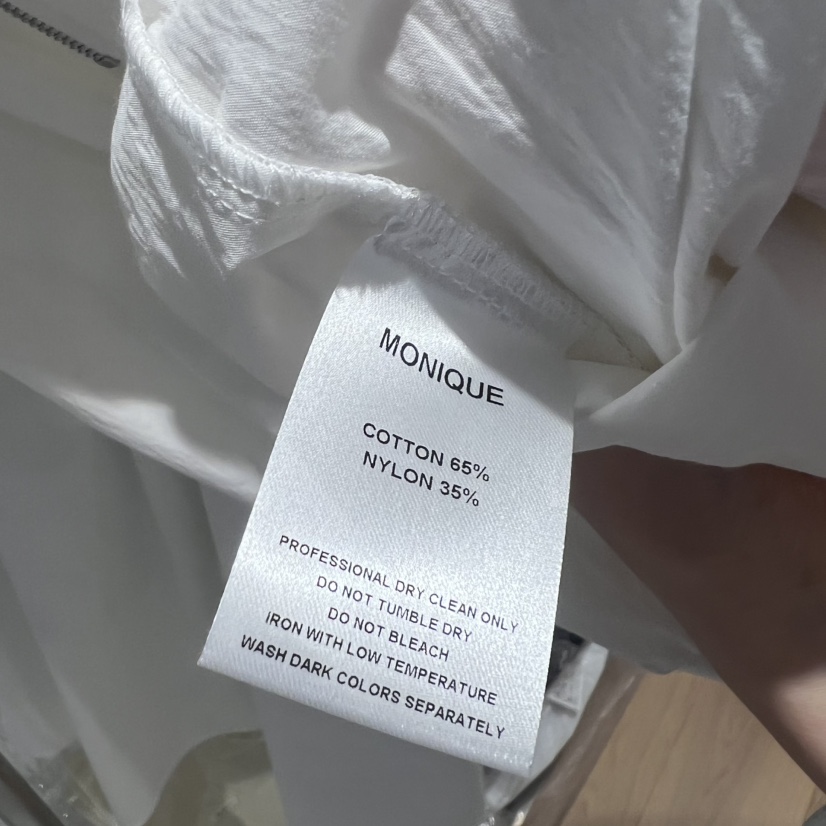 MONIQUE
COTTON 65%
NYLON 35%
PROFESSIONAL DRY CLEAN ONLY
DO NOT TUMBLE DRY
DO NOT BLEACH
IRON WITH LOW TEMPERATURE
WASH DARK COLORS SEPARATELY